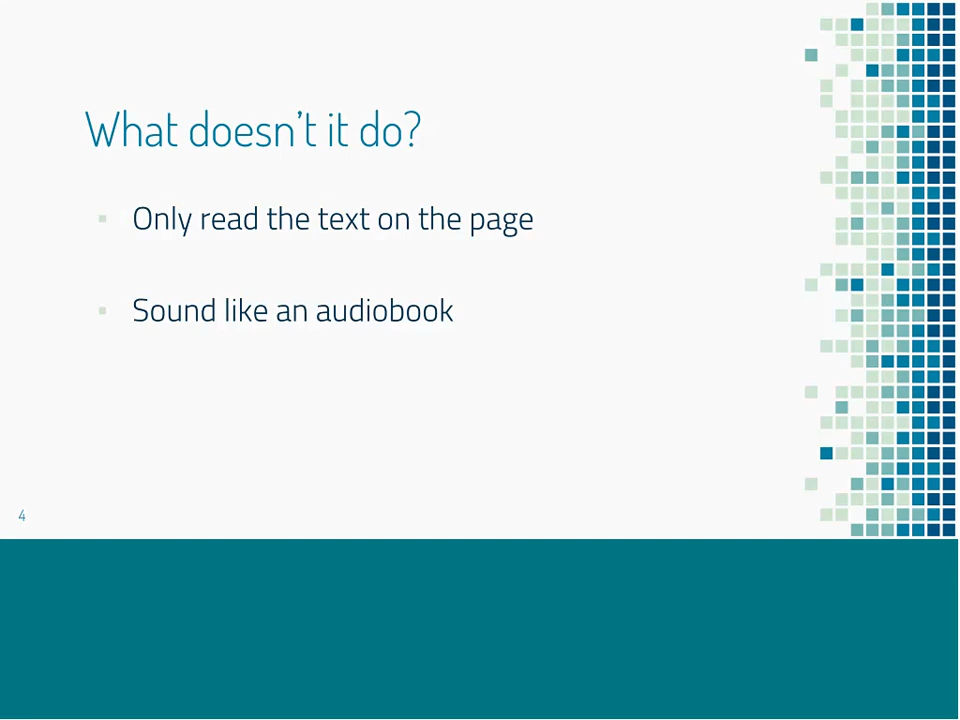 What doesn't it do?
Only read the text on the page
Sound like an audiobook
4